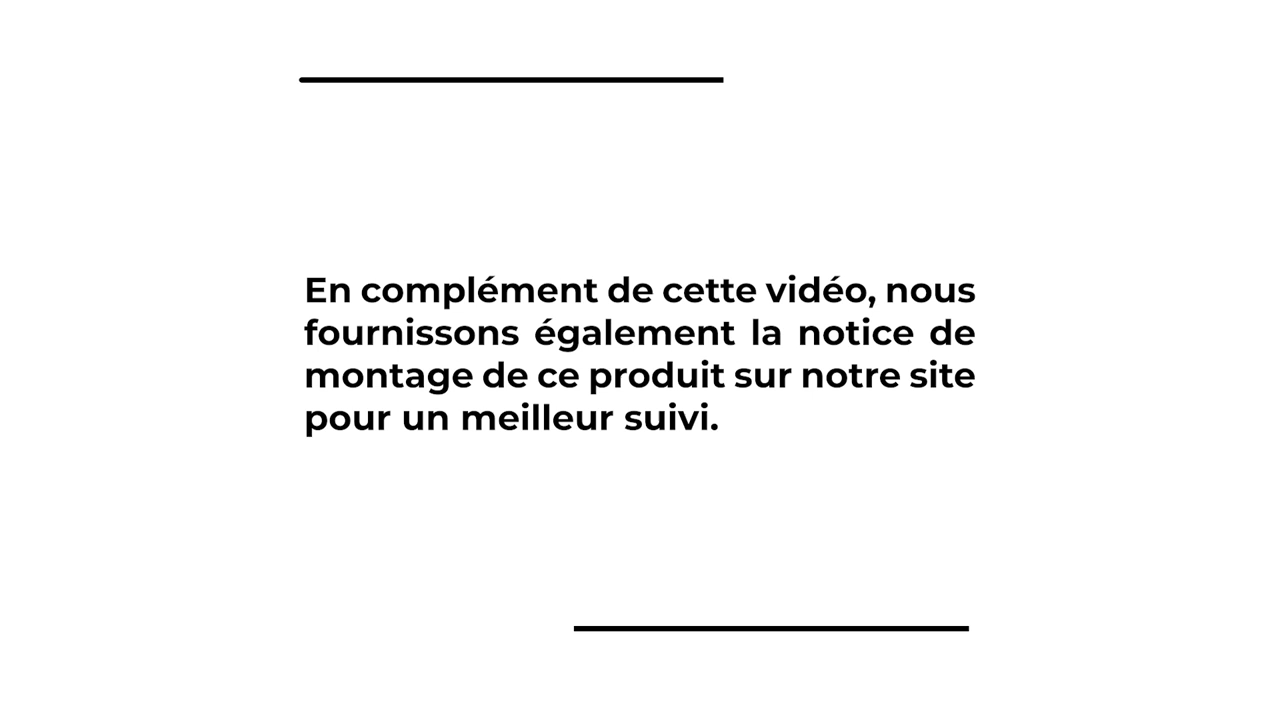 En complément de cette vidéo, nous
fournissons également la notice de
montage de ce produit sur notre site
pour un meilleur suivi.